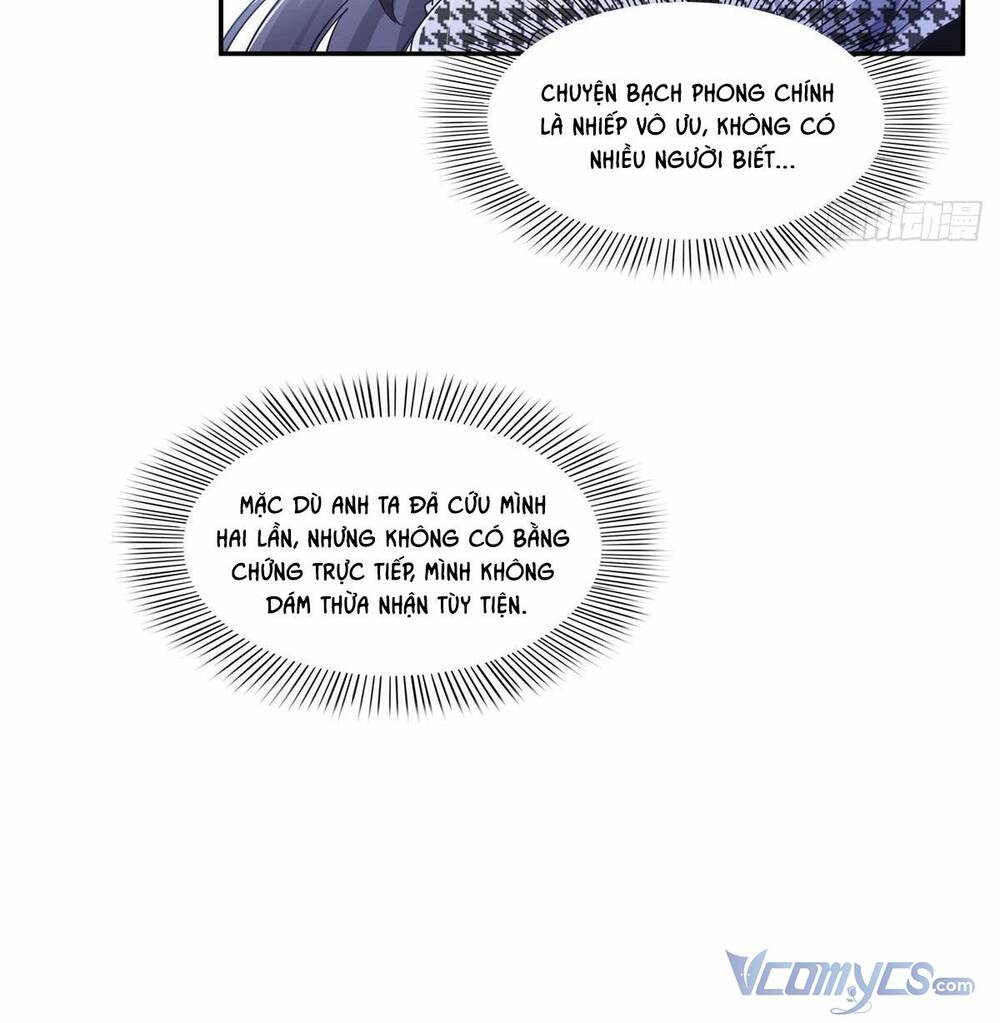 CHUYỆN BẠCH PHONG CHÍNH
LÀ NHIẾP VÔ ƯU, KHÔNG CÓ
NHIỀU NGƯỜI BIẾT...
动漫
MẶC DÙ ANH TA ĐÃ CỨU MÌNH
HAI LẦN, NHƯNG KHÔNG CÓ BẰNG
CHỨNG TRỰC TIẾP, MÌNH KHÔNG
DÁM THỪA NHẬN TÙY TIỆN.
VCOMYCS.com